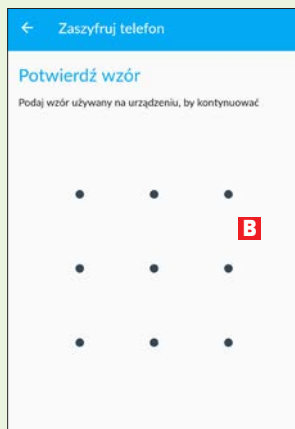 Zaszyfruj telefon
Potwierdź wzór
Podaj wzór używany na urządzeniu, by kontynuować
B